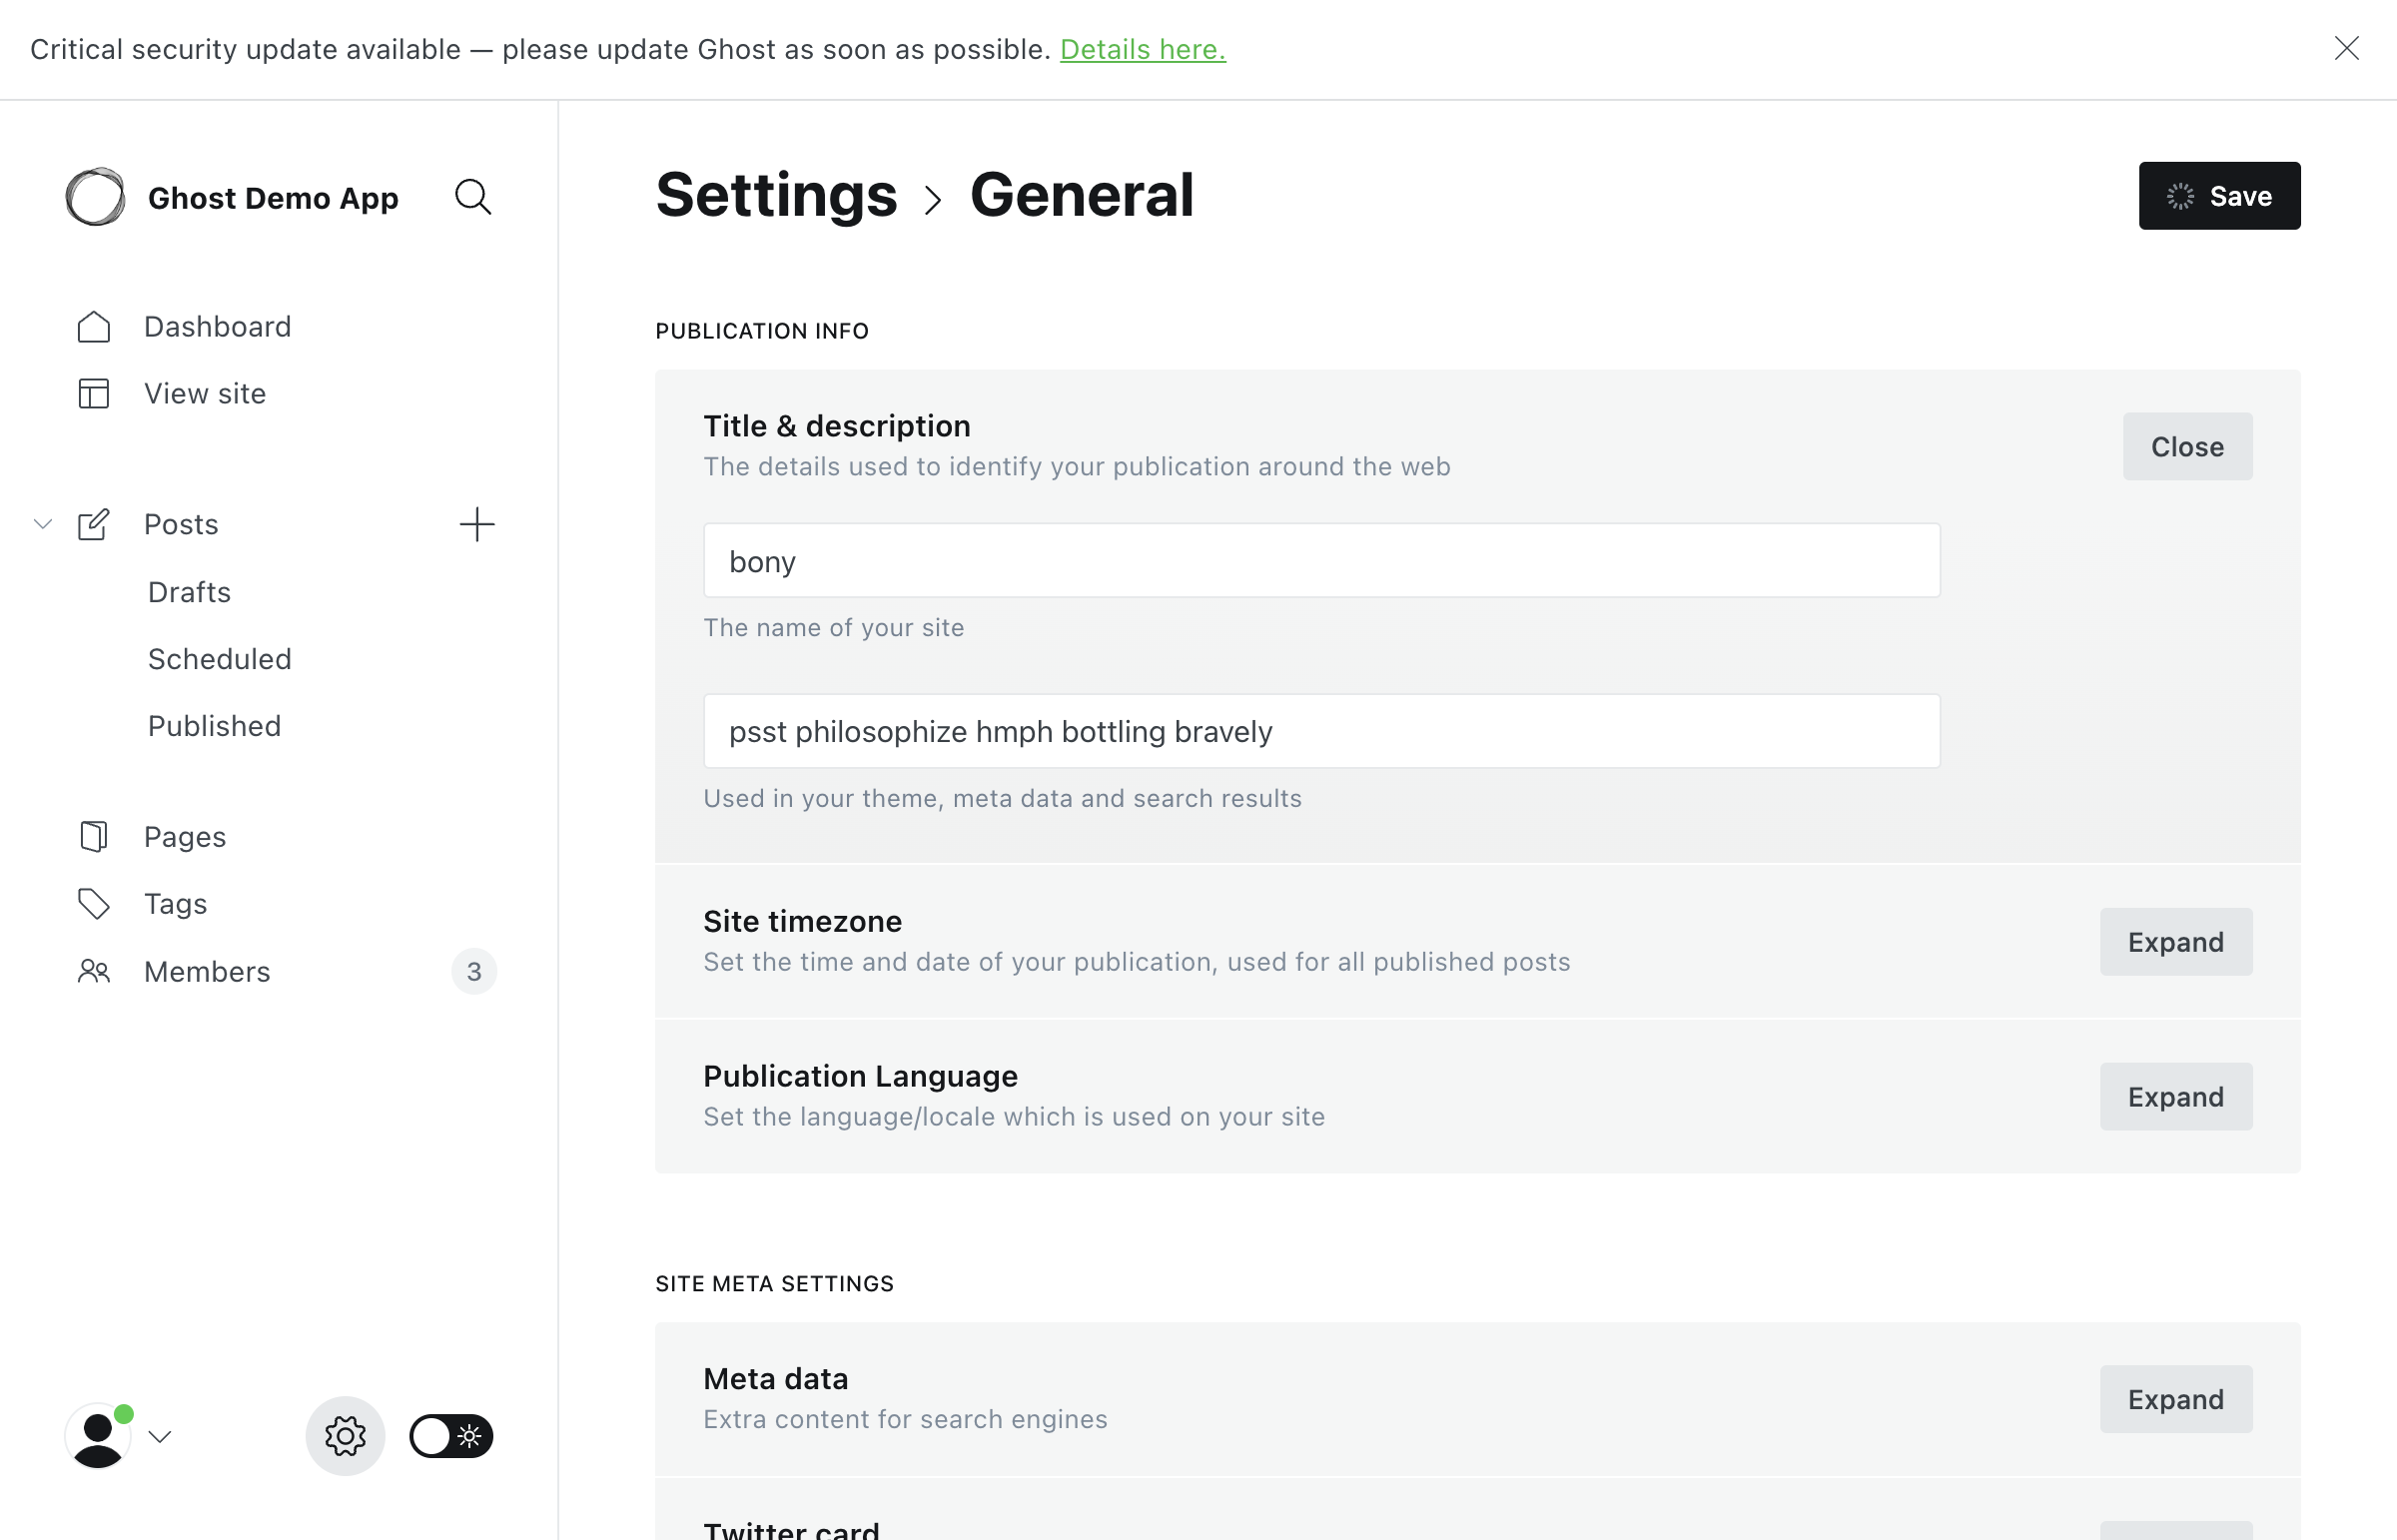 Critical security update available — please update Ghost as soon as possible. Details here.
Ghost Demo App
Dashboard
View site
Posts
Drafts
Scheduled
Published
Pages
Tags
Members 3
Settings > General
Save
PUBLICATION INFO
Title & description
The details used to identify your publication around the web
Close
bony
The name of your site
psst philosophize hmph bottling bravely
Used in your theme, meta data and search results
Site timezone
Set the time and date of your publication, used for all published posts
Expand
Publication Language
Set the language/locale which is used on your site
Expand
SITE META SETTINGS
Meta data
Extra content for search engines
Expand
Twitter card